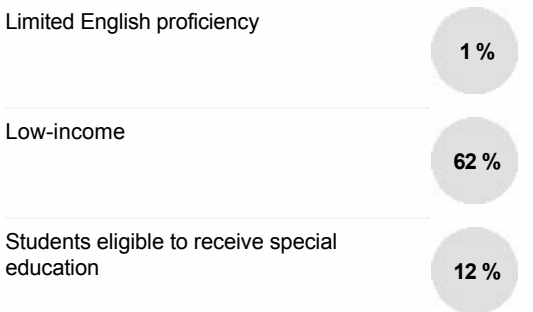 Limited English proficiency
1 %
Low-income
62 %
Students eligible to receive special
education
12 %